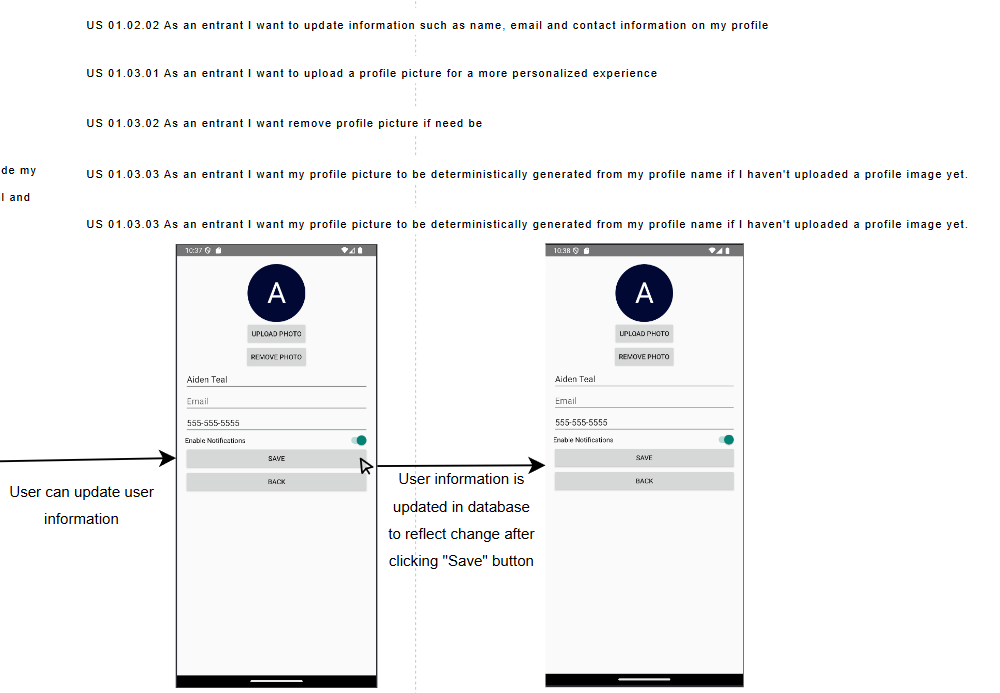 US 01.02.02 As an entrant I want to update information such as name, email and contact information on my profile
US 01.03.01 As an entrant I want to upload a profile picture for a more personalized experience
US 01.03.02 As an entrant I want remove profile picture if need be
de my
l and
US 01.03.03 As an entrant I want my profile picture to be deterministically generated from my profile name if I haven't uploaded a profile image yet.
US 01.03.03 As an entrant I want my profile picture to be deterministically generated from my profile name if I haven't uploaded a profile image yet.
10:37
A
UPLOAD PHOTO
REMOVE PHOTO
Aiden Teal
Email
555-555-5555
Enable Notifications
SAVE
BACK
User can update user
information
User information is
updated in database
to reflect change after
clicking "Save" button
10:38
A
UPLOAD PHOTO
REMOVE PHOTO
Aiden Teal
Email
555-555-5555
Enable Notifications
SAVE
BACK